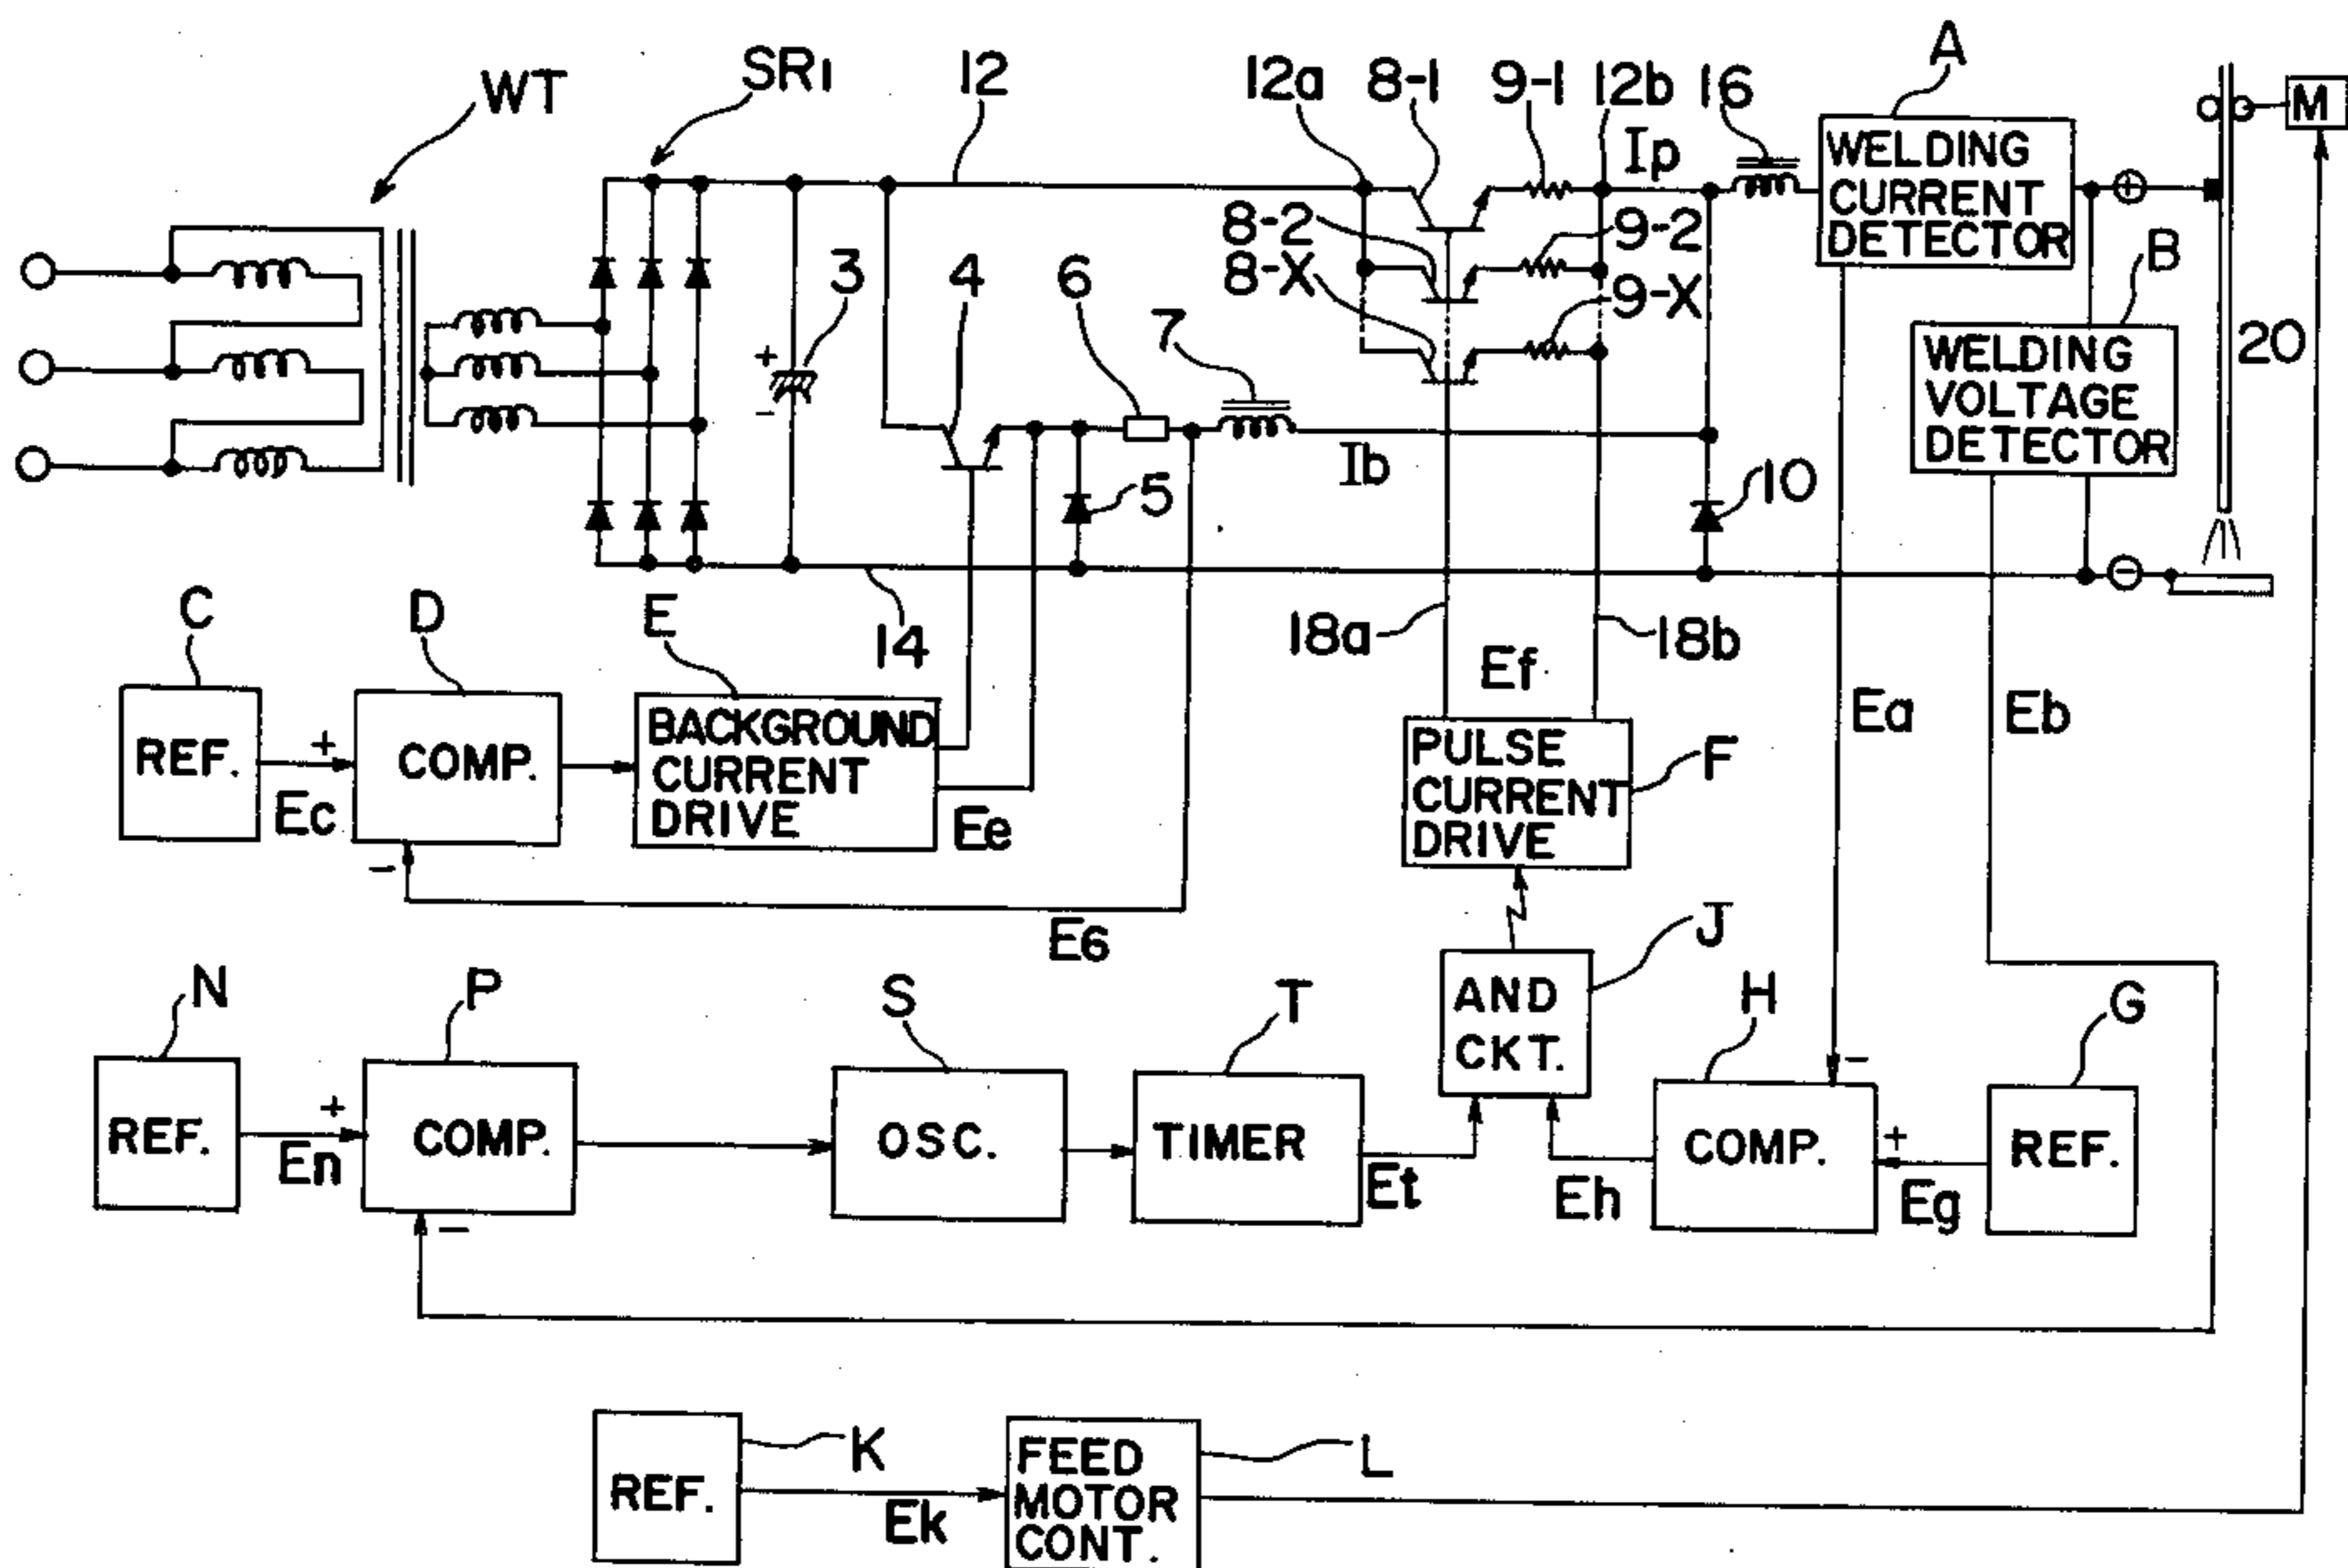 WT
SR1
12
12a
8-1
9-1
12b
16
A
Ip
WELDING
CURRENT
DETECTOR
M
8-2
9-2
8-X
9-X
B
3
4
6
7
+
-
WELDING
VOLTAGE
DETECTOR
20
Ib
5
10
⊕
⊖
C
D
E
14
18a
18b
Ef
Ea
Eb
REF.
+
Ec
COMP.
-
BACKGROUND
CURRENT
DRIVE
Ee
PULSE
CURRENT
DRIVE
F
E6
J
AND
CKT.
N
P
S
T
H
G
REF.
+
En
COMP.
-
OSC.
TIMER
Et
Eh
COMP.
-
+
Eg
REF.
K
REF.
Ek
FEED
MOTOR
CONT.
L